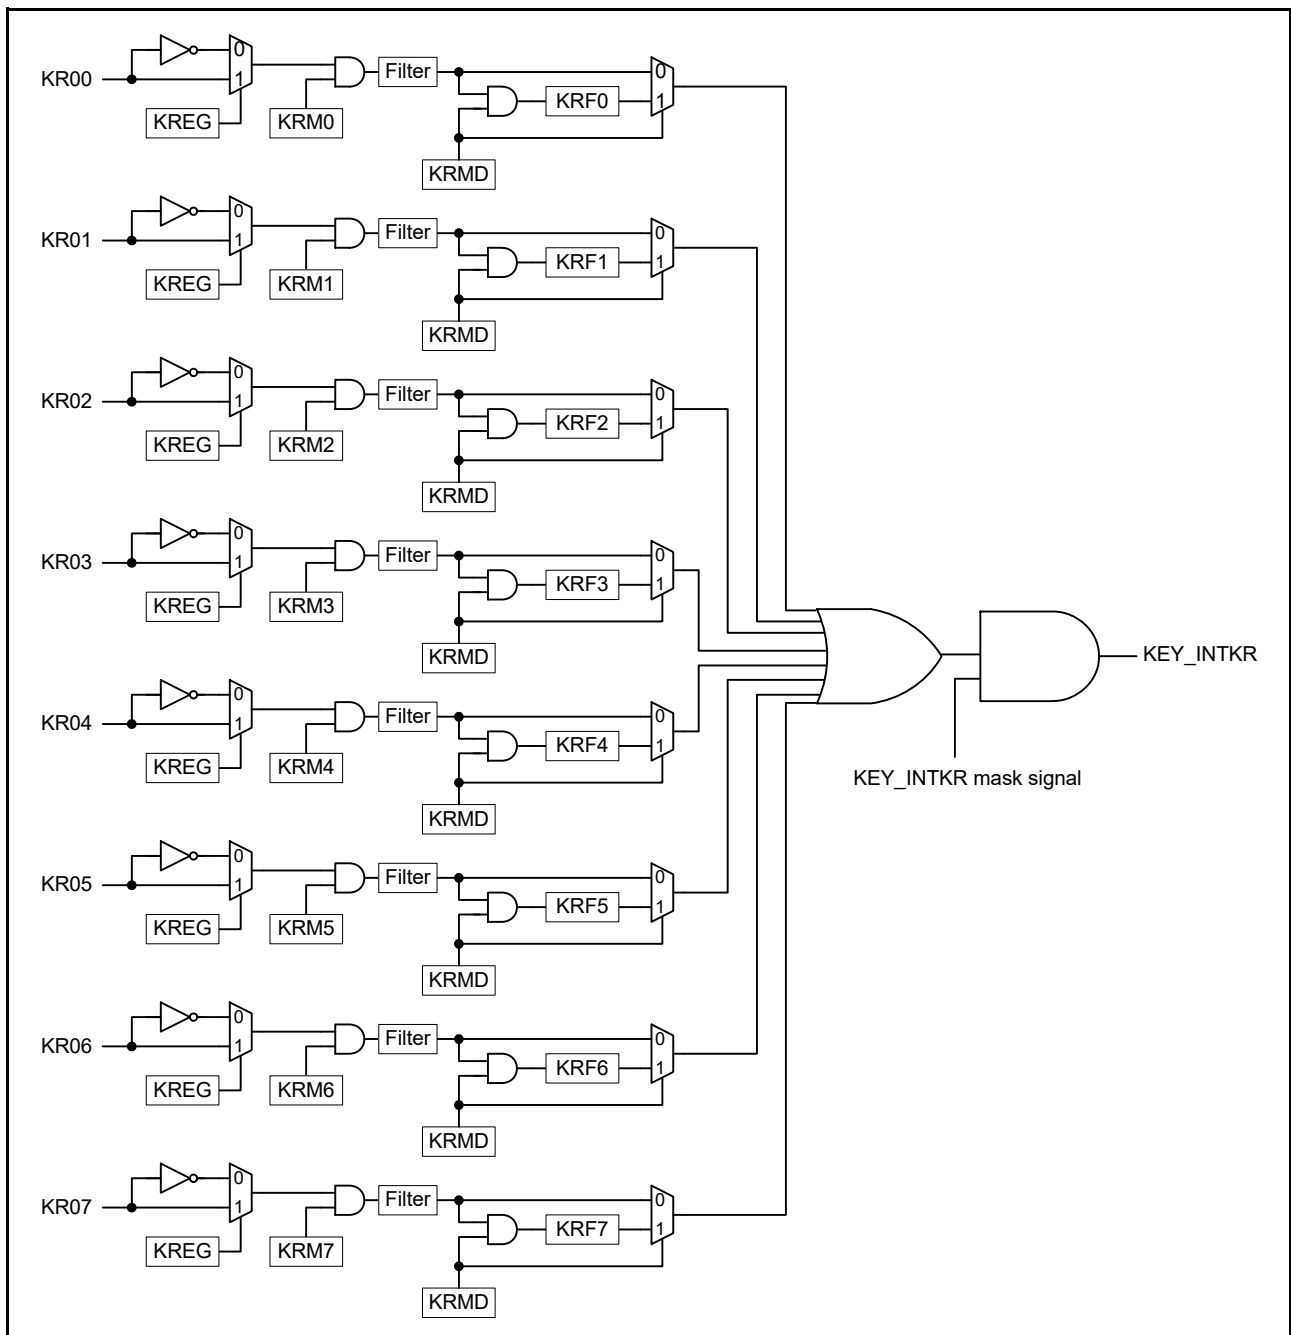 0
KR00
1
Filter
0
KREG
KRM0
KRF0
1
KRMD
0
KR01
1
Filter
0
KREG
KRM1
KRF1
1
KRMD
0
KR02
1
Filter
0
KREG
KRM2
KRF2
1
KRMD
0
KR03
1
Filter
0
KREG
KRM3
KRF3
1
KRMD
KEY_INTKR
0
KR04
1
Filter
0
KREG
KRM4
KRF4
1
KRMD
KEY_INTKR mask signal
0
KR05
1
Filter
0
KREG
KRM5
KRF5
1
KRMD
0
KR06
1
Filter
0
KREG
KRM6
KRF6
1
KRMD
0
KR07
1
Filter
0
KREG
KRM7
KRF7
1
KRMD